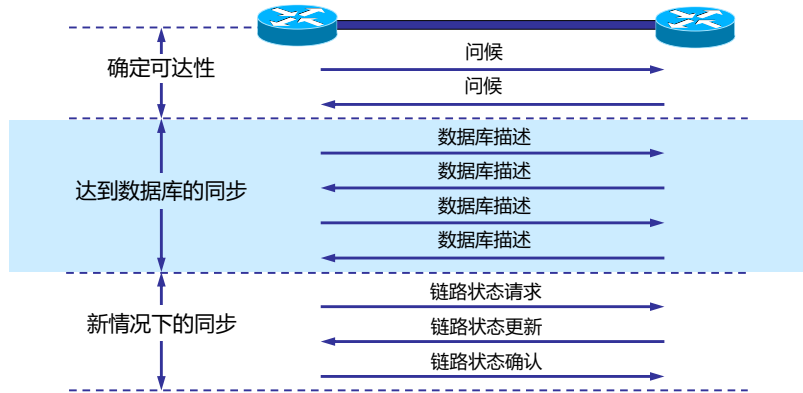 问候
确定可达性
问候
数据库描述
数据库描述
达到数据库的同步
数据库描述
数据库描述
链路状态请求
新情况下的同步
链路状态更新
链路状态确认